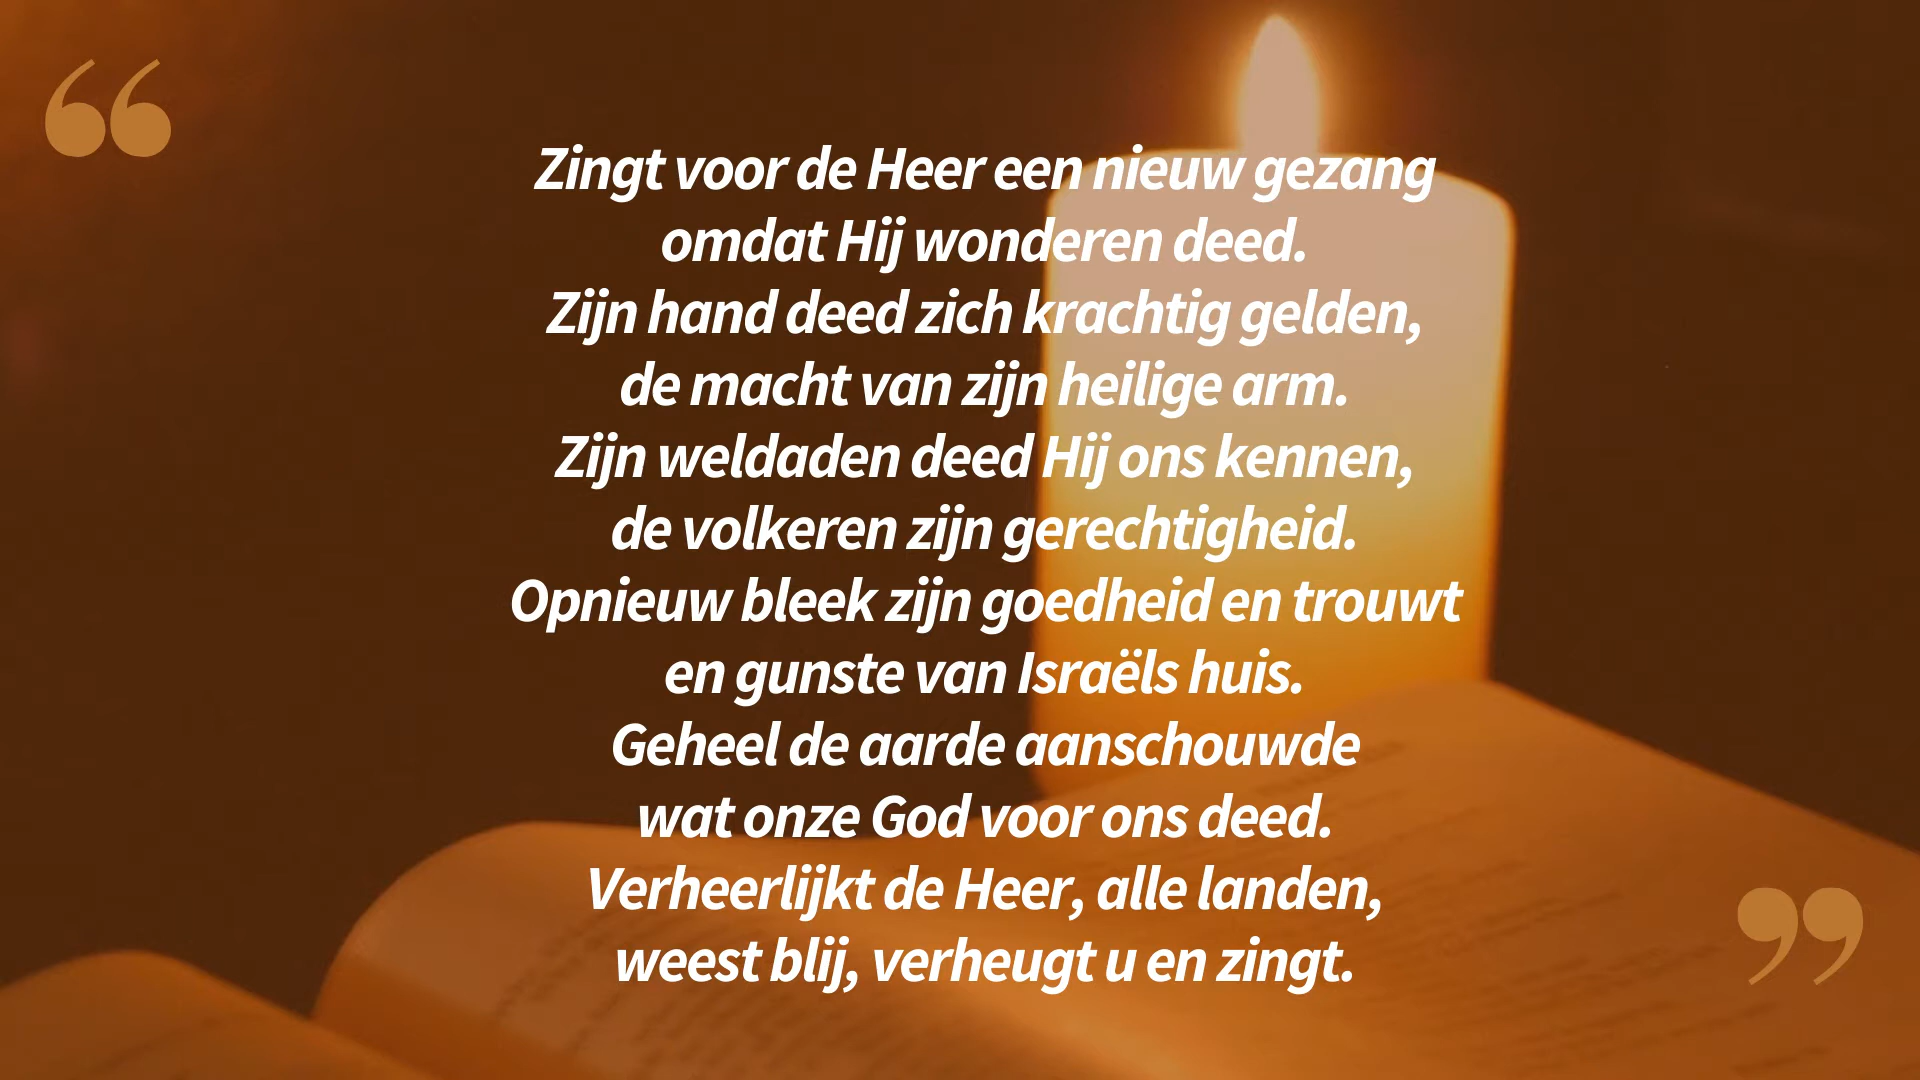 “
Zingt voor de Heer een nieuw gezang
omdat Hij wonderen deed.
Zijn hand deed zich krachtig gelden,
de macht van zijn heilige arm.
Zijn weldaden deed Hij ons kennen,
de volkeren zijn gerechtigheid.
Opnieuw bleek zijn goedheid en trouwt
en gunste van Israëls huis.
Geheel de aarde aanschouwde
wat onze God voor ons deed.
Verheerlijkt de Heer, alle landen,
weest blij, verheugt u en zingt.
”